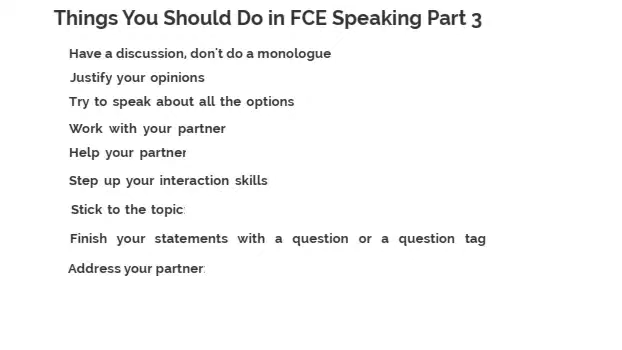 Things You Should Do in FCE Speaking Part 3
Have a discussion, don't do a monologue
Justify your opinions
Try to speak about all the options
Work with your partner
Help your partner
Step up your interaction skills
Stick to the topic:
Finish your statements with a question or a question tag
Address your partner: